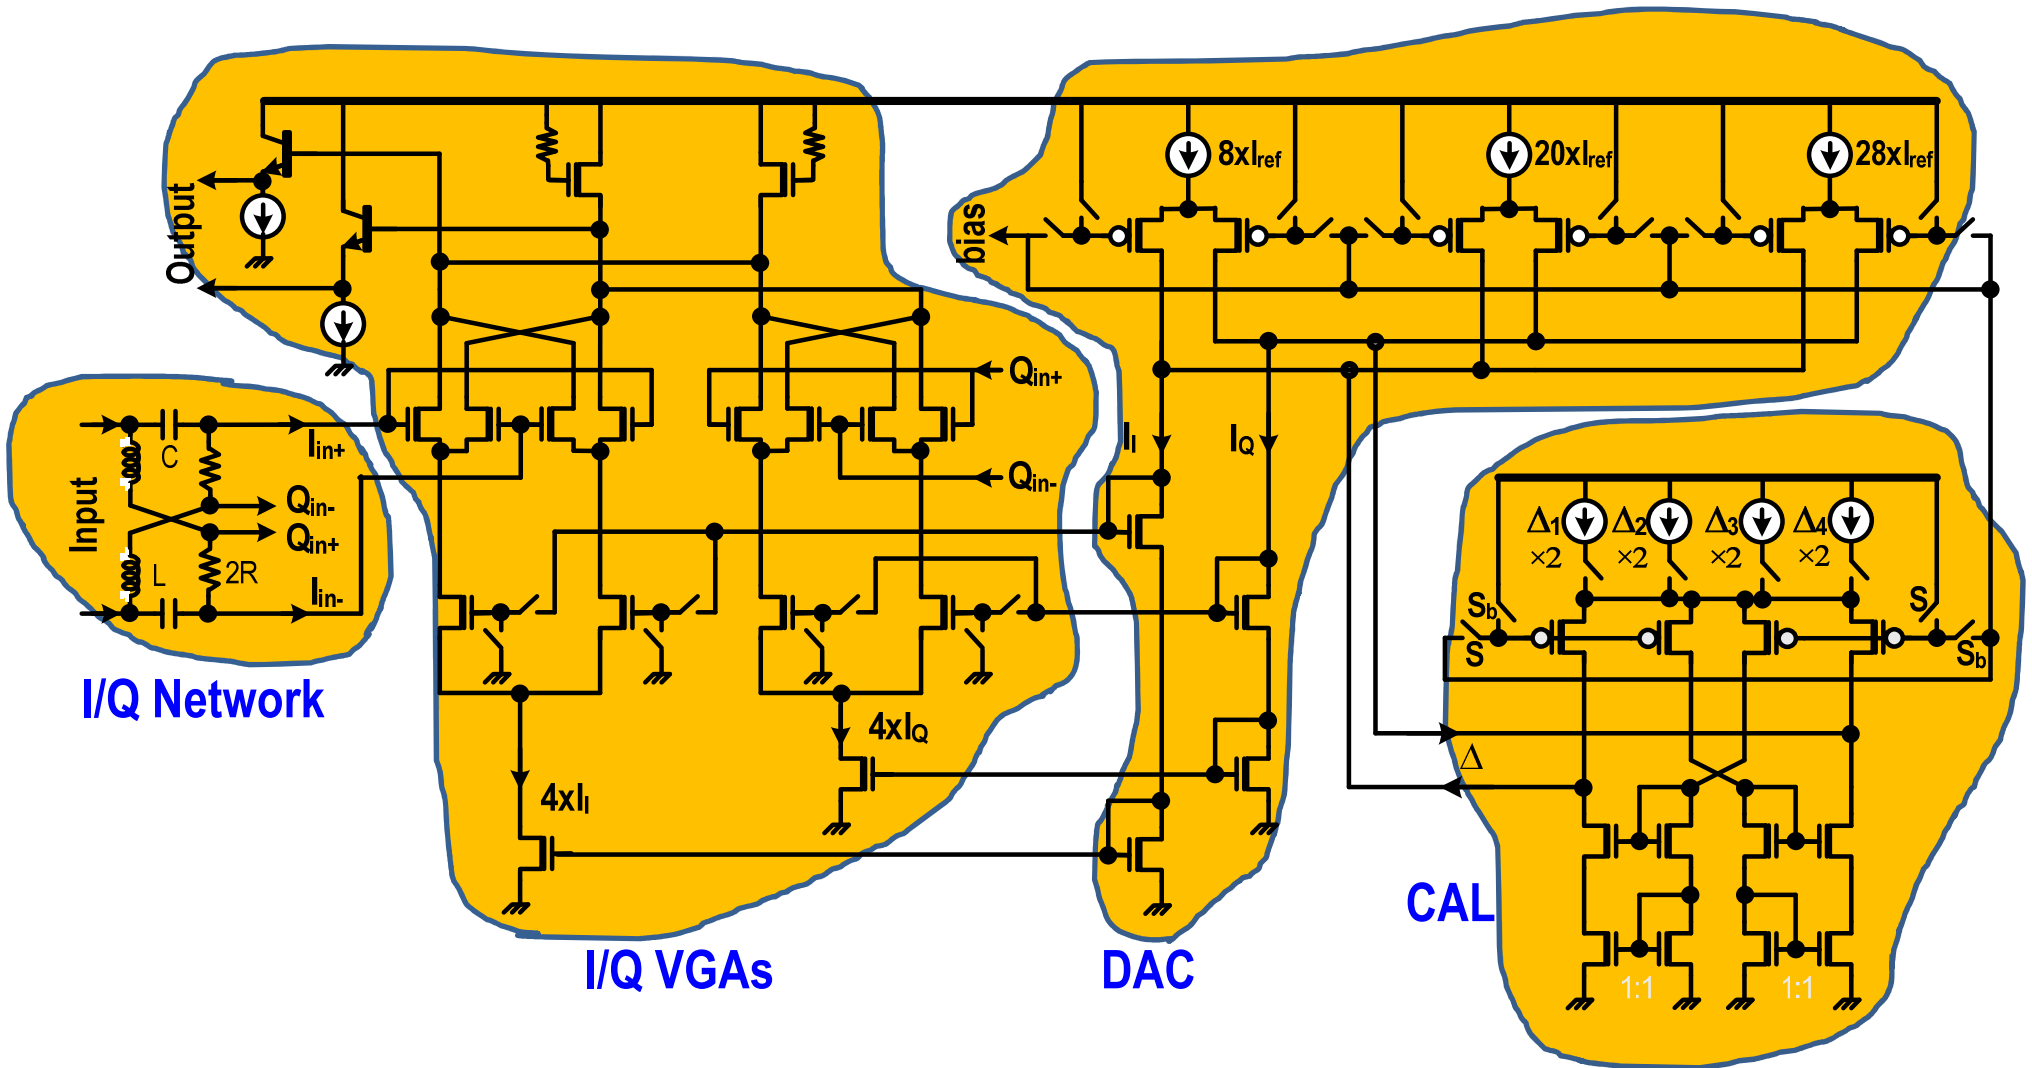 8xIref
20xIref
28xIref
Output
bias
Qin+
II
IQ
Iin+
C
Qin-
Input
Qin-
Qin+
L
2R
Iin-
Δ1
×2
Δ2
×2
Δ3
×2
Δ4
×2
Sb
S
S
Sb
I/Q Network
4xIQ
Δ
4xII
CAL
I/Q VGAs
DAC
1:1
1:1